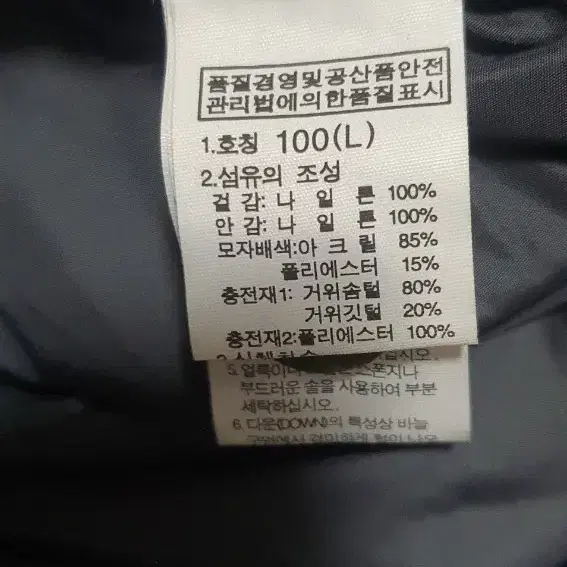 품질경영및공산품안전
관리법에의한품질표시
1.호칭 100(L)
2.섬유의 조성
겉 감: 나 일 론 100%
안 감: 나 일 론 100%
모자배색:아 크 릴 85%
폴리에스터 15%
충전재1: 거위솜털 80%
거위깃털 20%
충전재2:폴리에스터 100%
5. 얼룩이
스폰지나
부드러운 솜을 사용하여 부분
세탁하십시오.
6. 다운(DOWN)의 특성상 바늘